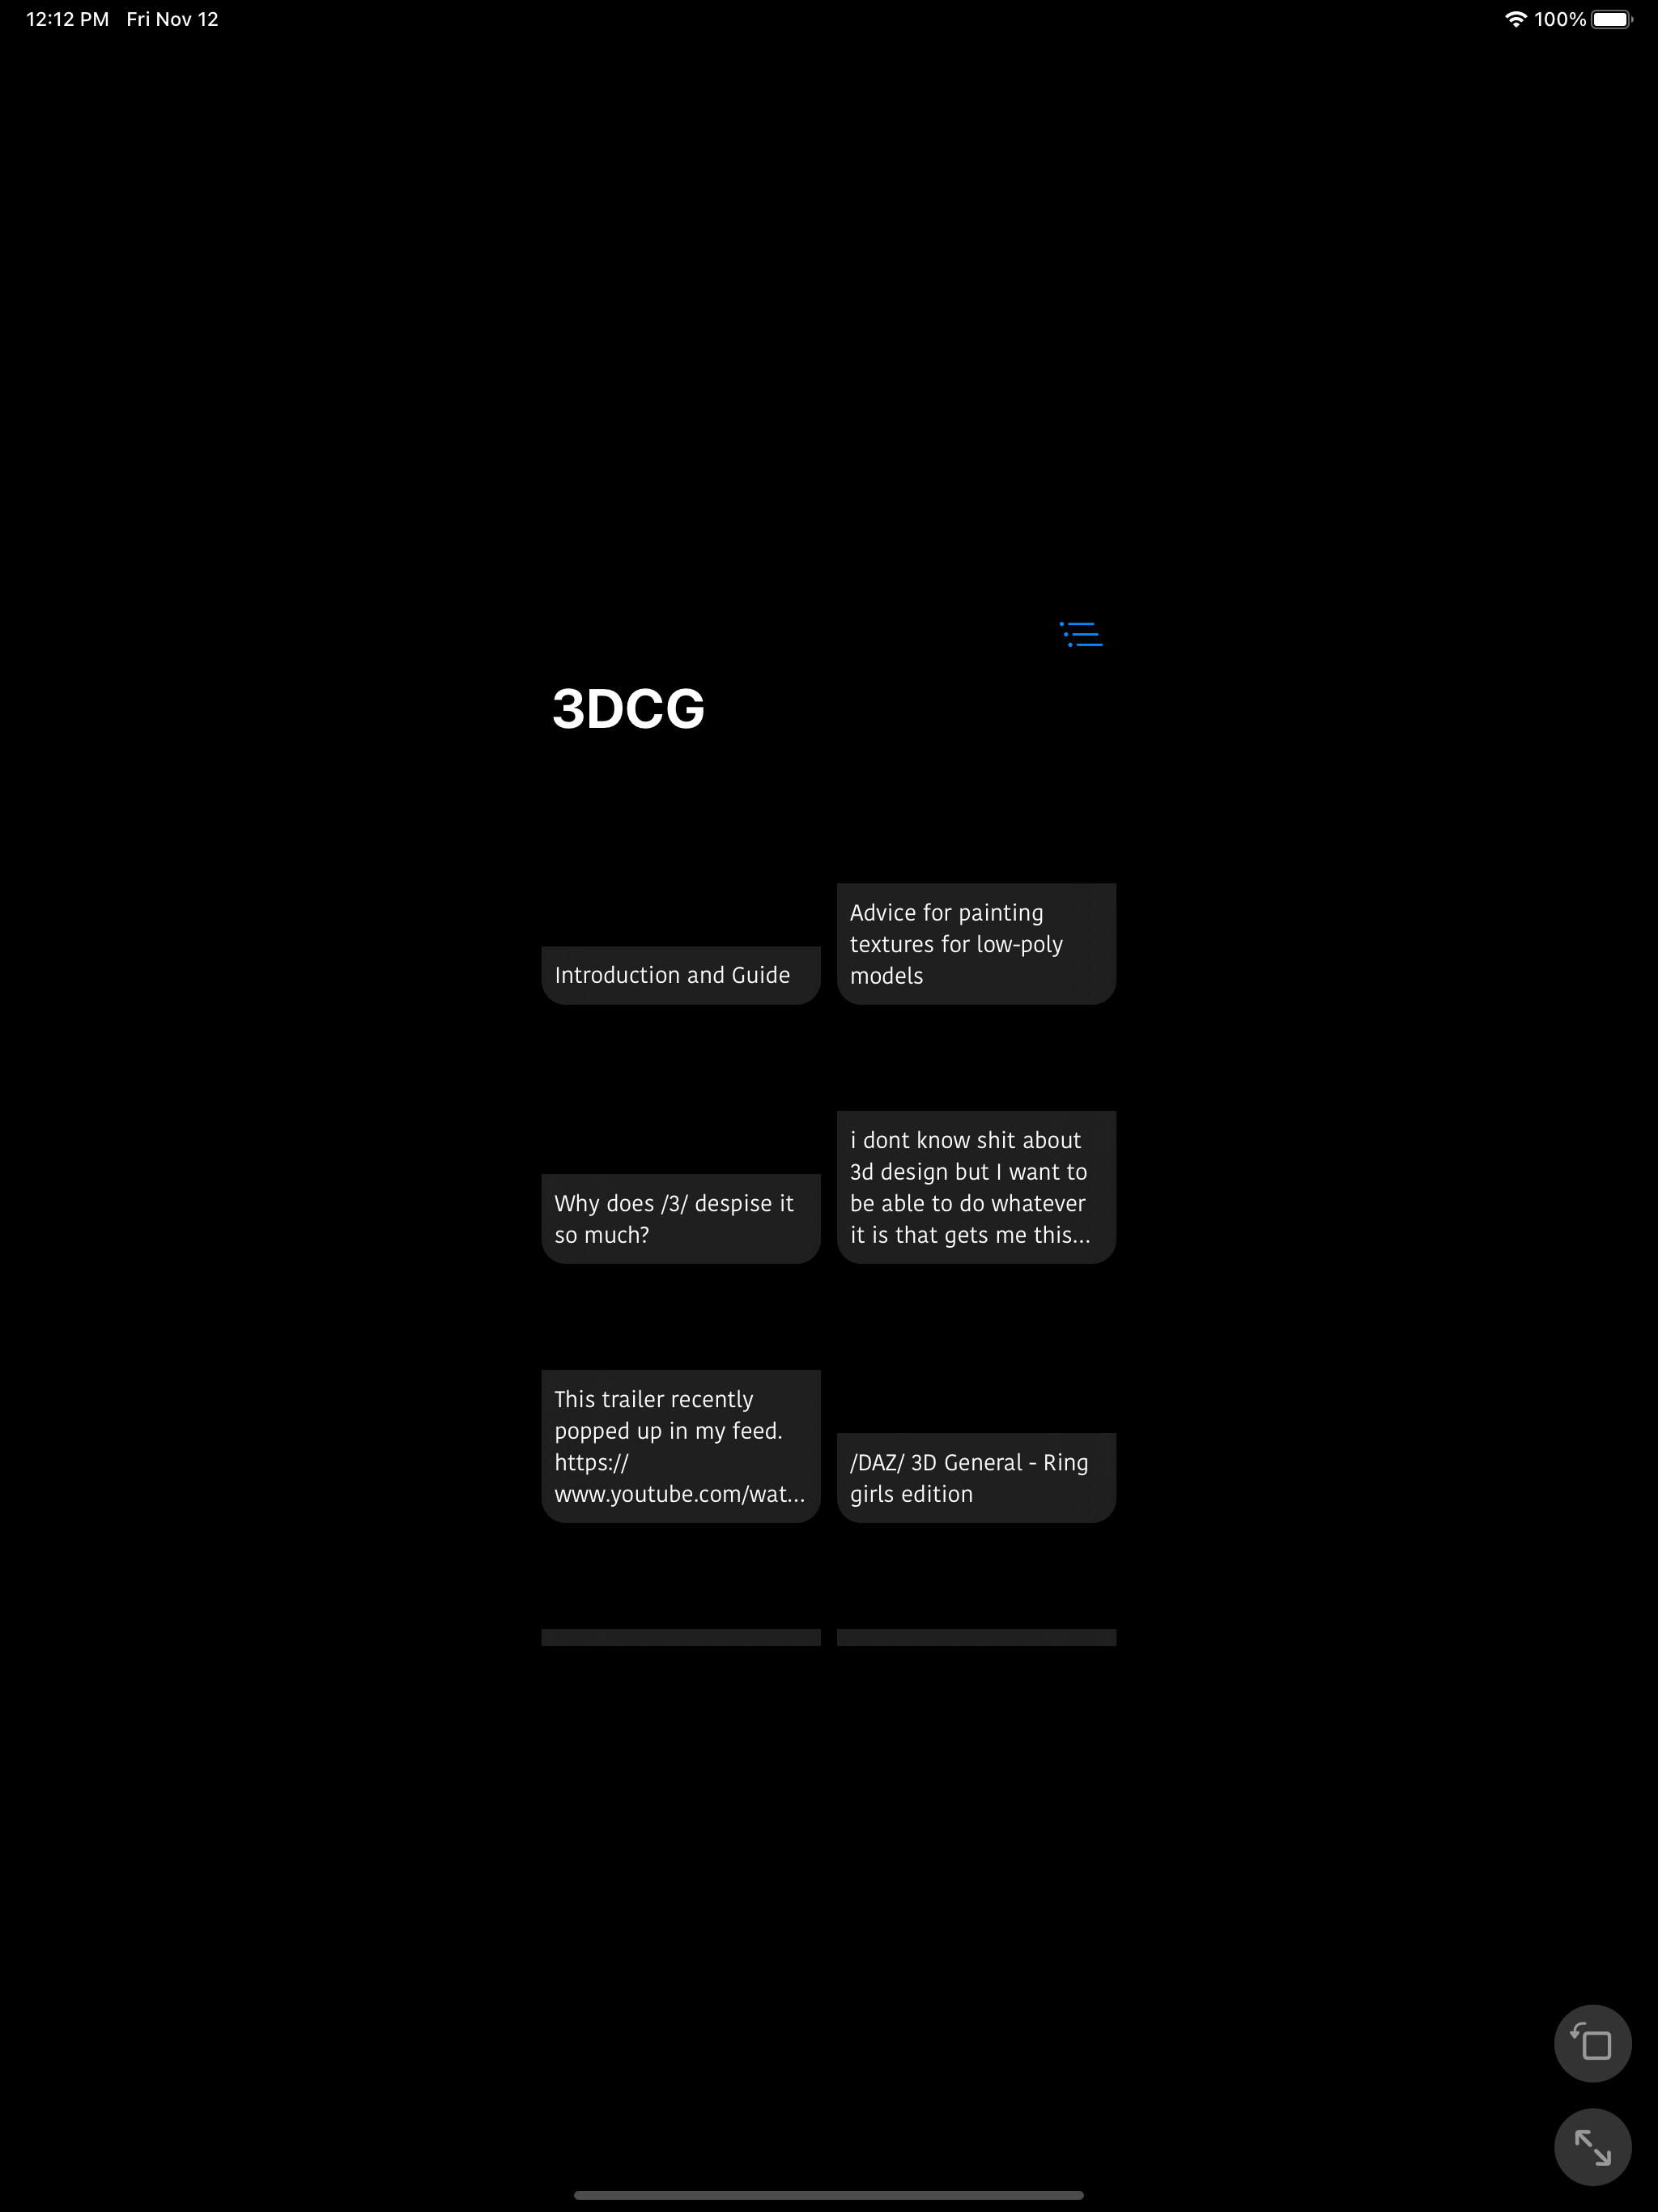 12:12 PM Fri Nov 12
100%
3DCG
Introduction and Guide
Advice for painting
textures for low-poly
models
Why does /3/ despise it
so much?
i dont know shit about
3d design but I want to
be able to do whatever
it is that gets me this...
This trailer recently
popped up in my feed.
https://
www.youtube.com/wat...
/DAZ/ 3D General - Ring
girls edition